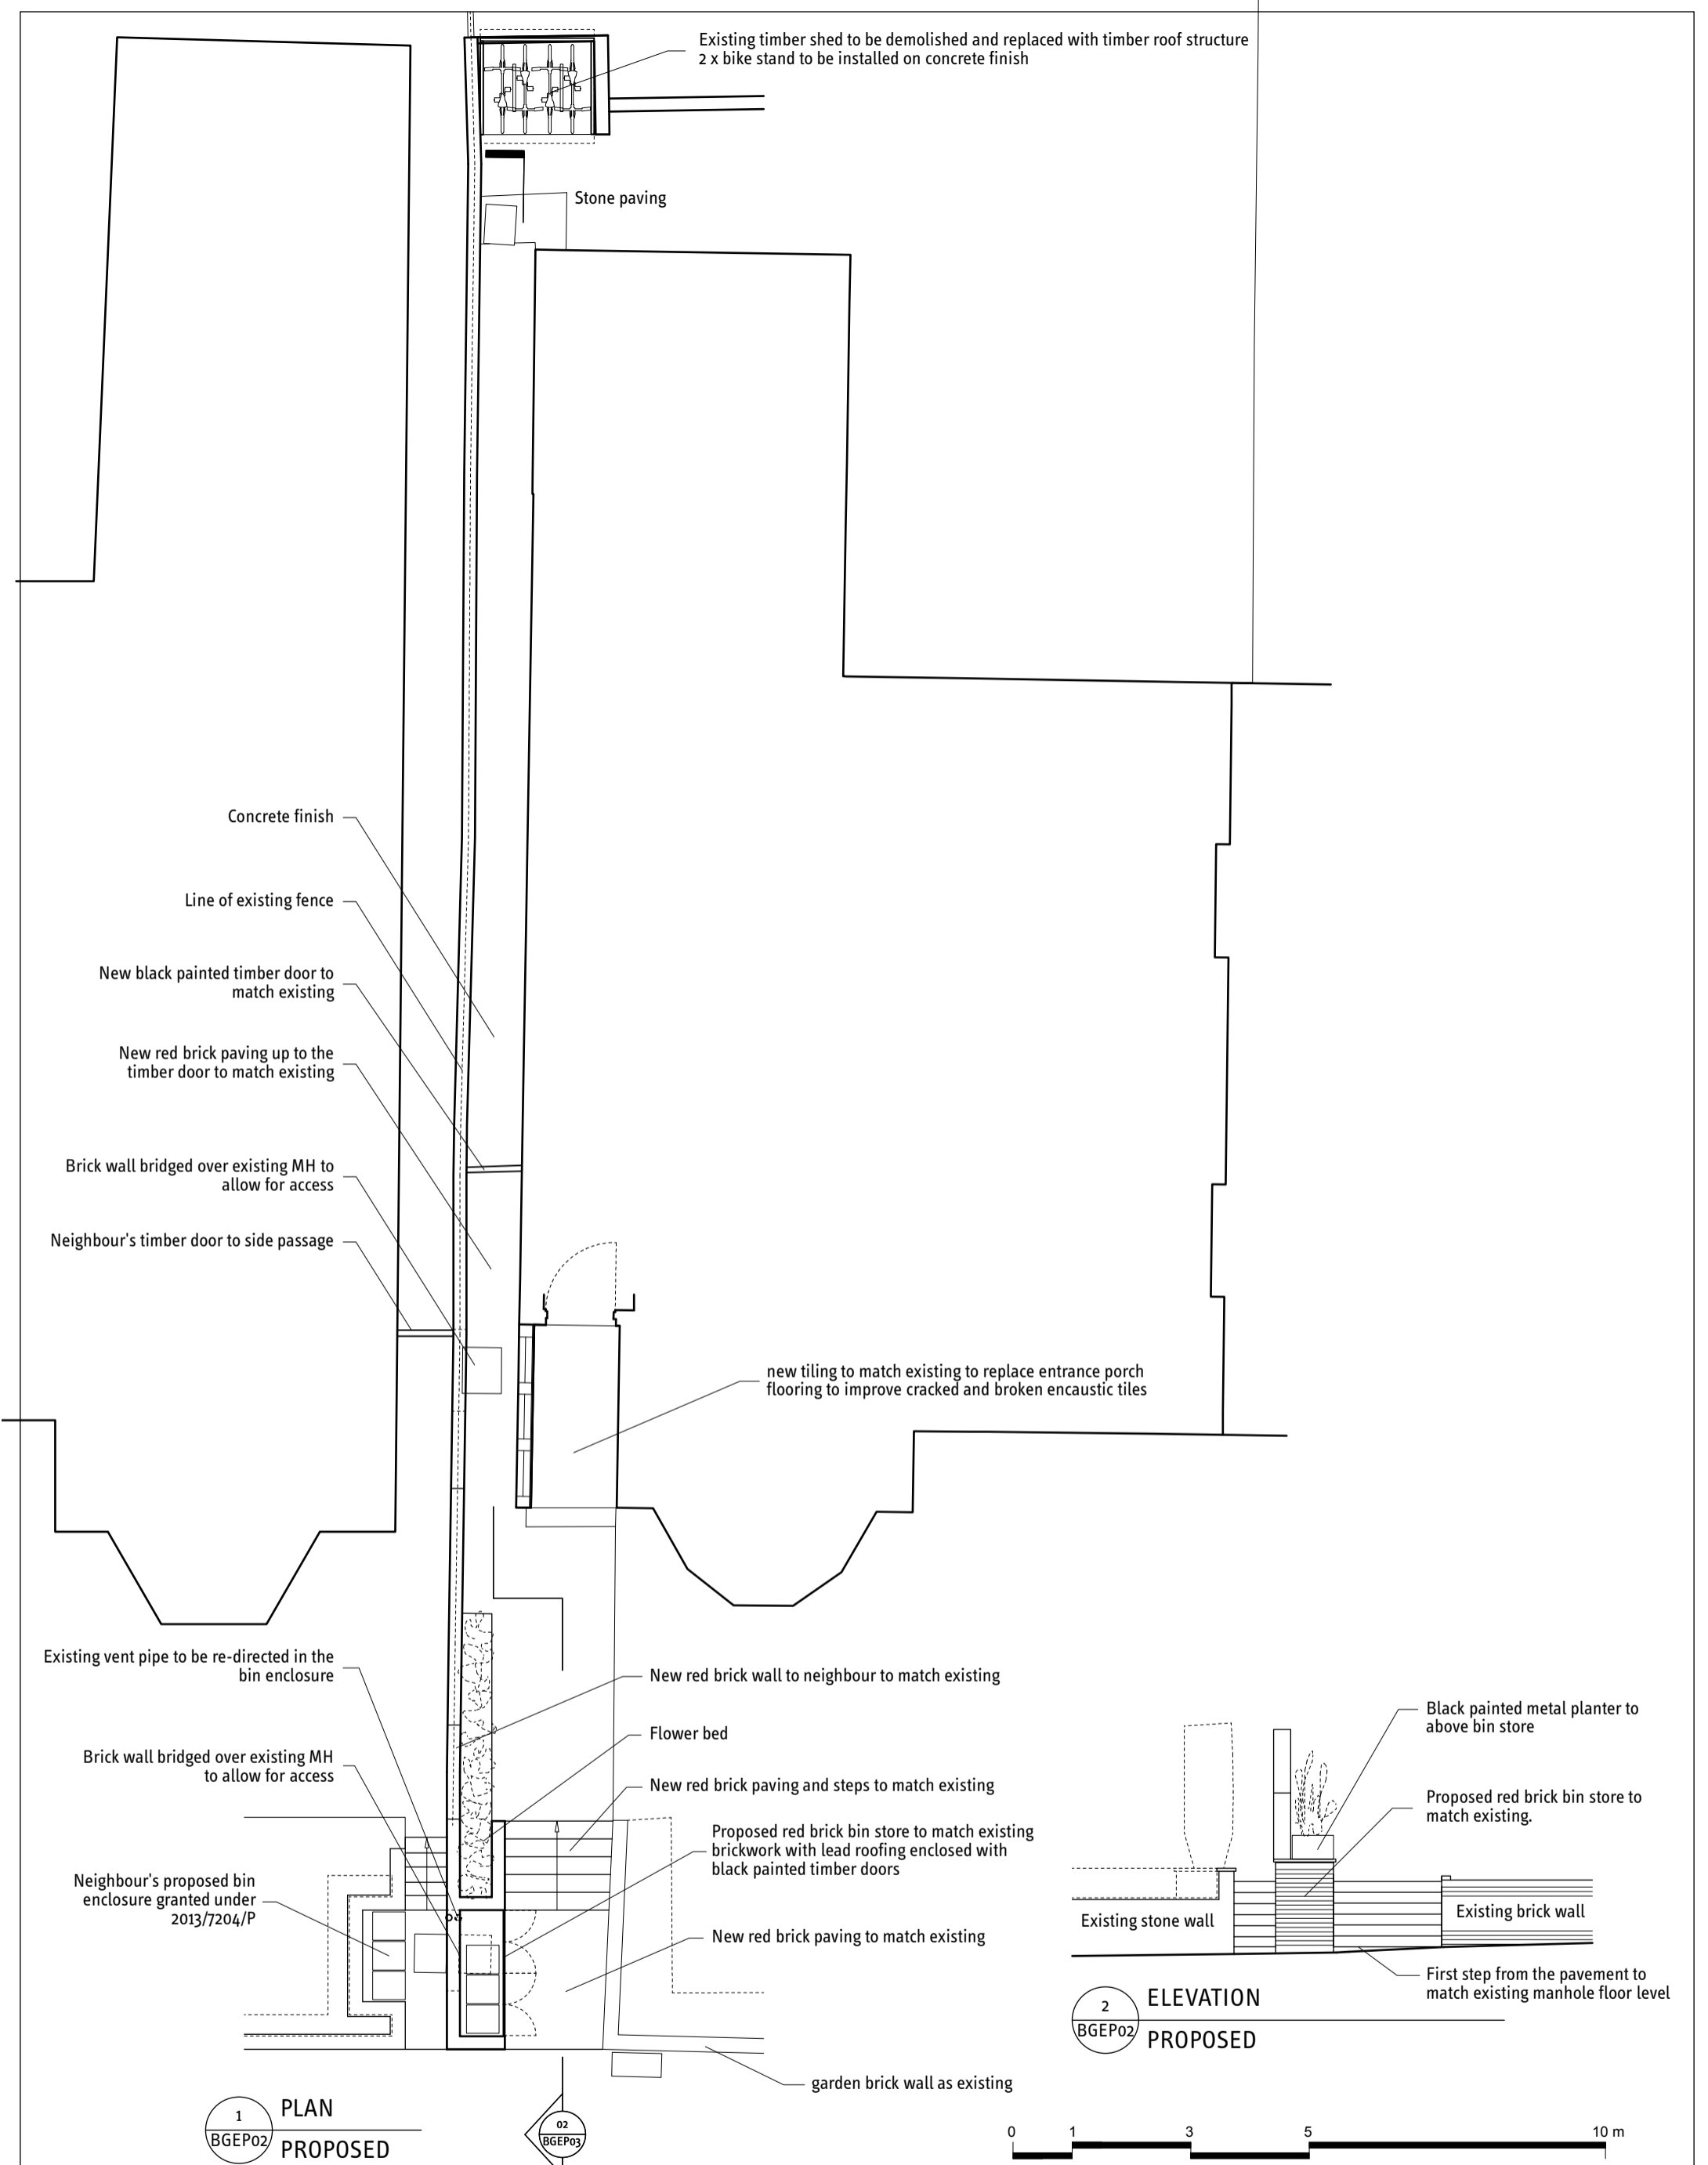 Existing timber shed to be demolished and replaced with timber roof structure
2 x bike stand to be installed on concrete finish
Stone paving
Concrete finish
Line of existing fence
New black painted timber door to
match existing
New red brick paving up to the
timber door to match existing
Brick wall bridged over existing MH to
allow for access
Neighbour's timber door to side passage
new tiling to match existing to replace entrance porch
flooring to improve cracked and broken encaustic tiles
Existing vent pipe to be re-directed in the
bin enclosure
New red brick wall to neighbour to match existing
Flower bed
Brick wall bridged over existing MH
to allow for access
New red brick paving and steps to match existing
Proposed red brick bin store to match existing
brickwork with lead roofing enclosed with
black painted timber doors
Neighbour's proposed bin
enclosure granted under
2013/7204/P
New red brick paving to match existing
garden brick wall as existing
Black painted metal planter to
above bin store
Proposed red brick bin store to
match existing.
Existing stone wall
Existing brick wall
First step from the pavement to
match existing manhole floor level
2
BGEP02
ELEVATION
PROPOSED
1
BGEP02
PLAN
PROPOSED
02
BGEP03
0 1 3 5 10 m